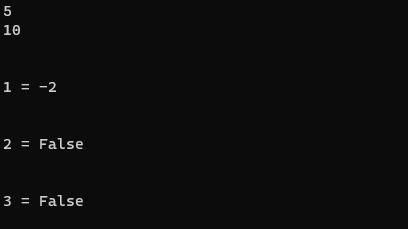 5
10
1 = -2
2 = False
3 = False